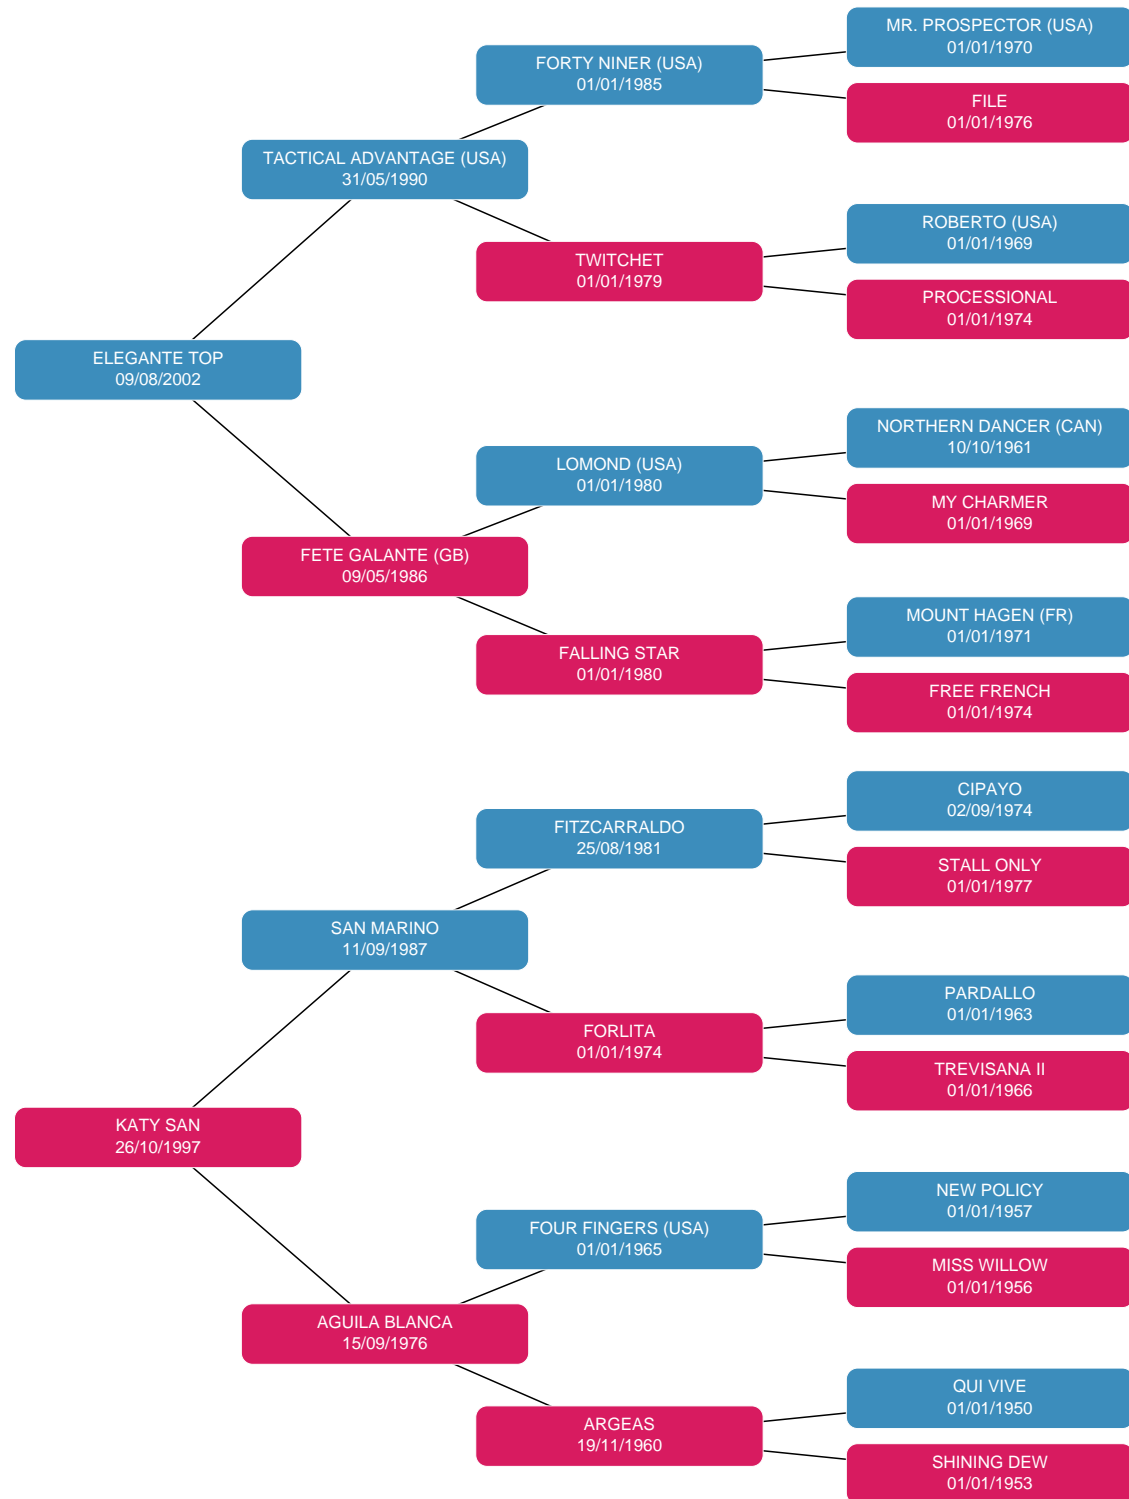 MR. PROSPECTOR (USA)
01/01/1970
FORTY NINER (USA)
01/01/1985
FILE
01/01/1976
TACTICAL ADVANTAGE (USA)
31/05/1990
ROBERTO (USA)
01/01/1969
TWITCHET
01/01/1979
PROCESSIONAL
01/01/1974
ELEGANTE TOP
09/08/2002
NORTHERN DANCER (CAN)
10/10/1961
LOMOND (USA)
01/01/1980
MY CHARMER
01/01/1969
FETE GALANTE (GB)
09/05/1986
MOUNT HAGEN (FR)
01/01/1971
FALLING STAR
01/01/1980
FREE FRENCH
01/01/1974
CIPAYO
02/09/1974
FITZCARRALDO
25/08/1981
STALL ONLY
01/01/1977
SAN MARINO
11/09/1987
PARDALLO
01/01/1963
FORLITA
01/01/1974
TREVISANA II
01/01/1966
KATY SAN
26/10/1997
NEW POLICY
01/01/1957
FOUR FINGERS (USA)
01/01/1965
MISS WILLOW
01/01/1956
AGUILA BLANCA
15/09/1976
QUI VIVE
01/01/1950
ARGEAS
19/11/1960
SHINING DEW
01/01/1953